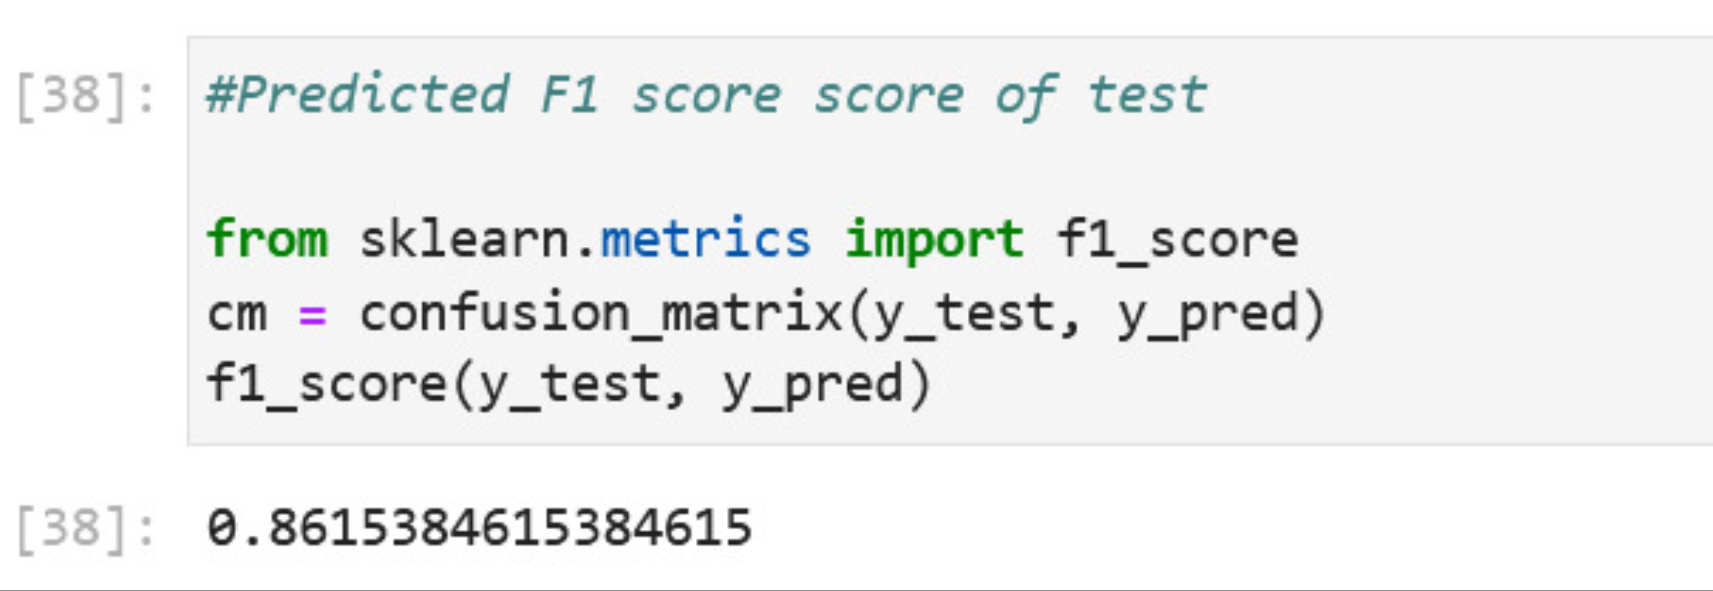 [38]: #Predicted F1 score score of test
from sklearn.metrics import f1_score
cm = confusion_matrix(y_test, y_pred)
f1_score(y_test, y_pred)
[38]: 0.8615384615384615